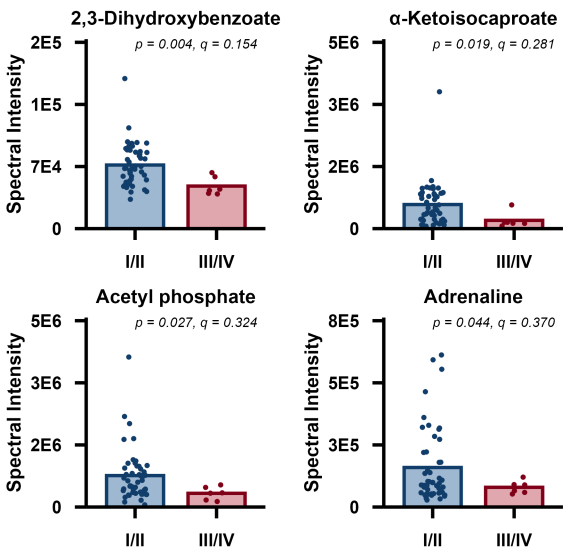 2,3-Dihydroxybenzoate
p = 0.004, q = 0.154
Spectral Intensity
2E5
1E5
7E4
0
I/II
III/IV
α-Ketoisocaproate
p = 0.019, q = 0.281
Spectral Intensity
5E6
3E6
2E6
0
I/II
III/IV
Acetyl phosphate
p = 0.027, q = 0.324
Spectral Intensity
5E6
3E6
2E6
0
I/II
III/IV
Adrenaline
p = 0.044, q = 0.370
Spectral Intensity
8E5
5E5
3E5
0
I/II
III/IV